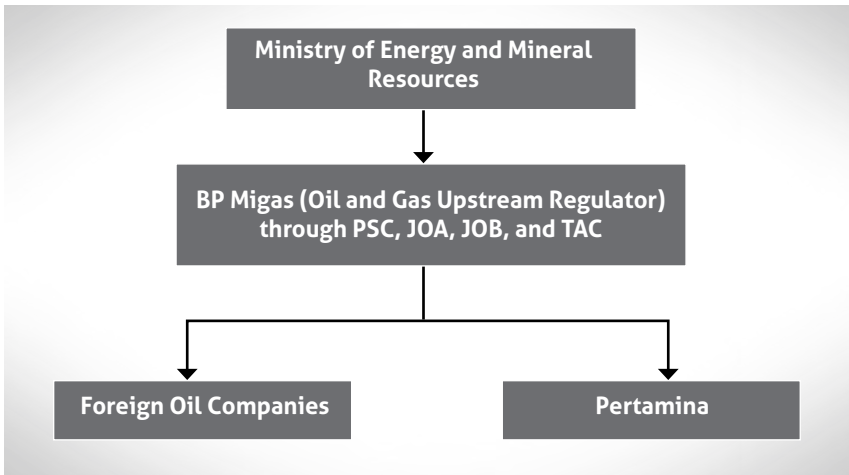 Ministry of Energy and Mineral
Resources
BP Migas (Oil and Gas Upstream Regulator)
through PSC, JOA, JOB, and TAC
Foreign Oil Companies
Pertamina